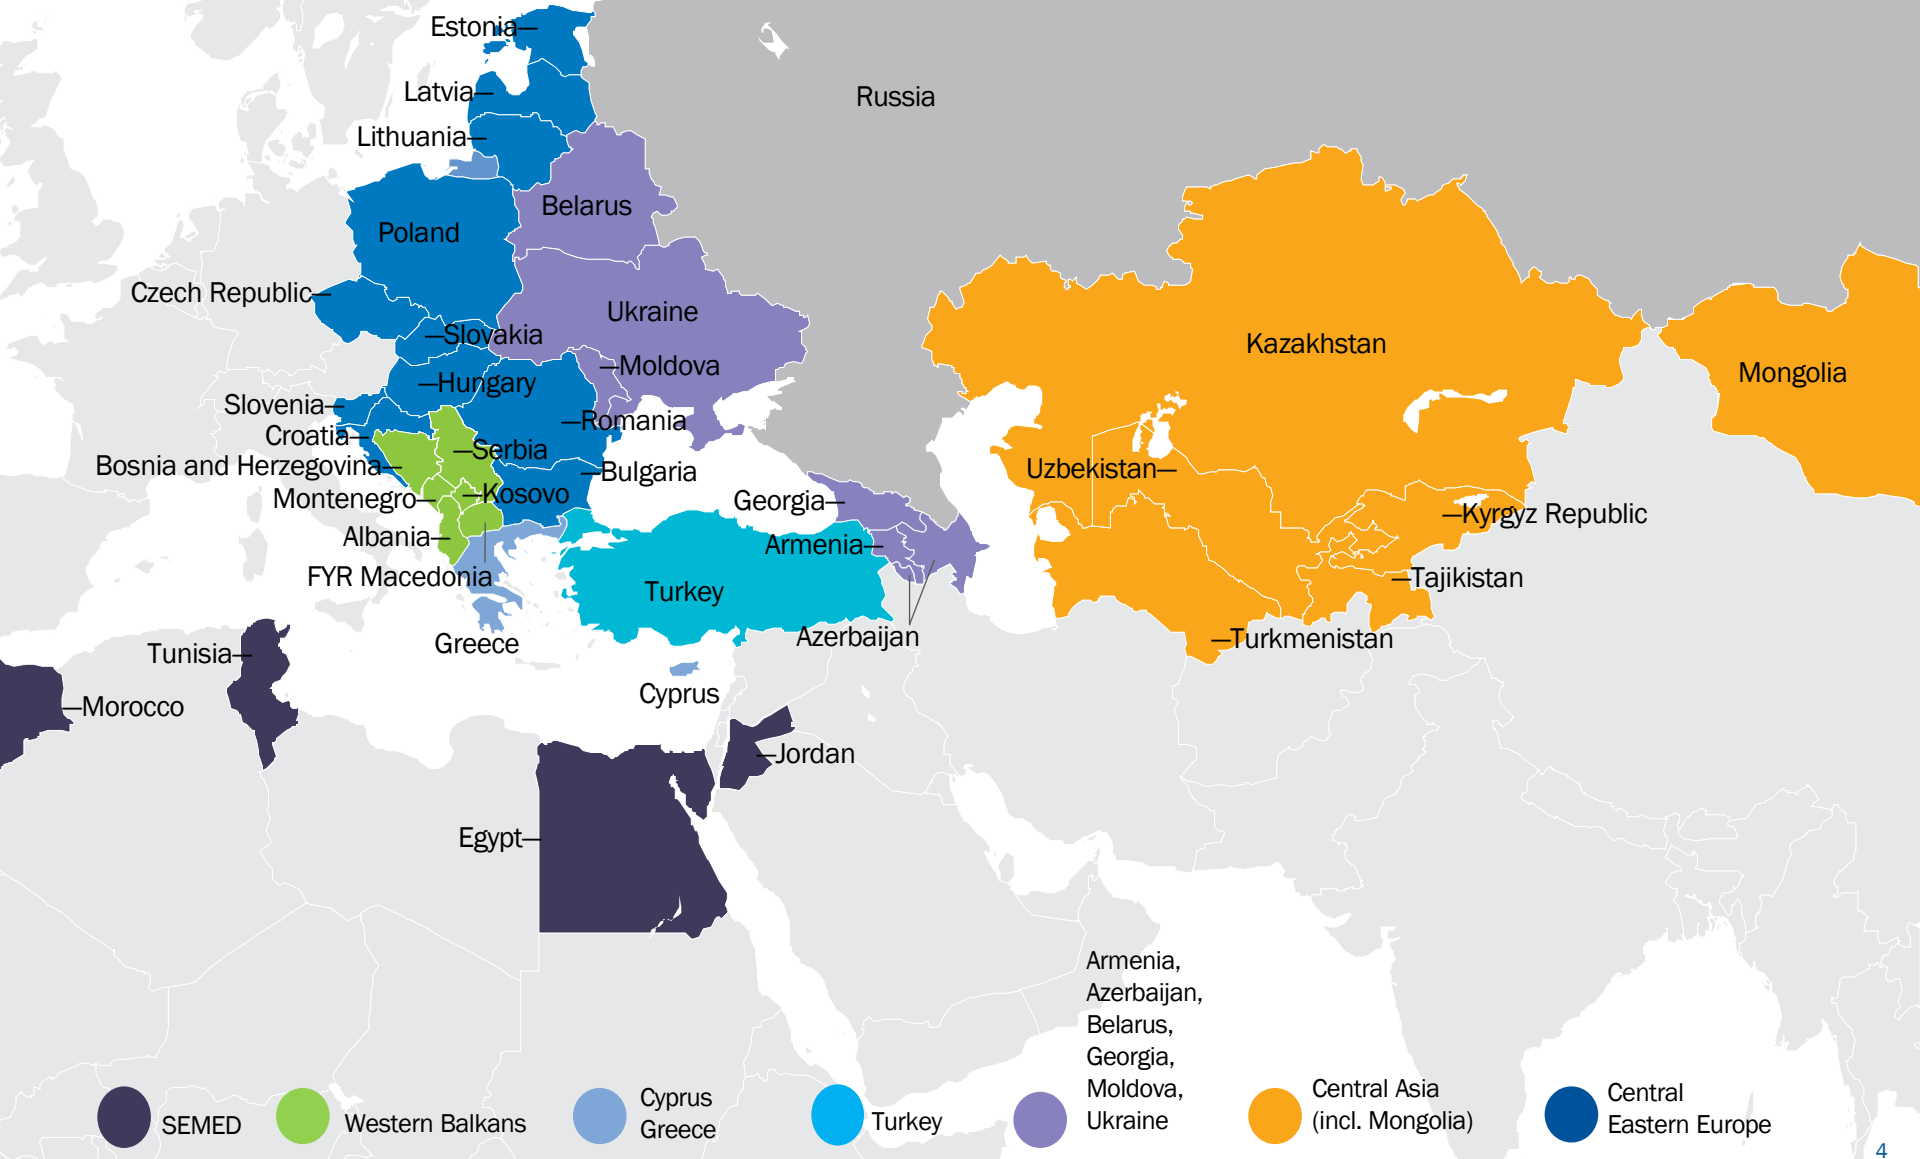 Estonia
Russia
Latvia
Lithuania
Belarus
Poland
Czech Republic
Ukraine
Slovakia
Kazakhstan
Moldova
Mongolia
Hungary
Slovenia
Romania
Croatia
Serbia
Bosnia and Herzegovina
Uzbekistan
Bulgaria
Kosovo
Montenegro
Georgia
Kyrgyz Republic
Albania
Armenia
FYR Macedonia
Tajikistan
Turkey
Azerbaijan
Turkmenistan
Greece
Tunisia
Cyprus
Morocco
Jordan
Egypt
SEMED
Western Balkans
Cyprus
Greece
Turkey
Armenia,
Azerbaijan,
Belarus,
Georgia,
Moldova,
Ukraine
Central Asia
(incl. Mongolia)
Central
Eastern Europe
4